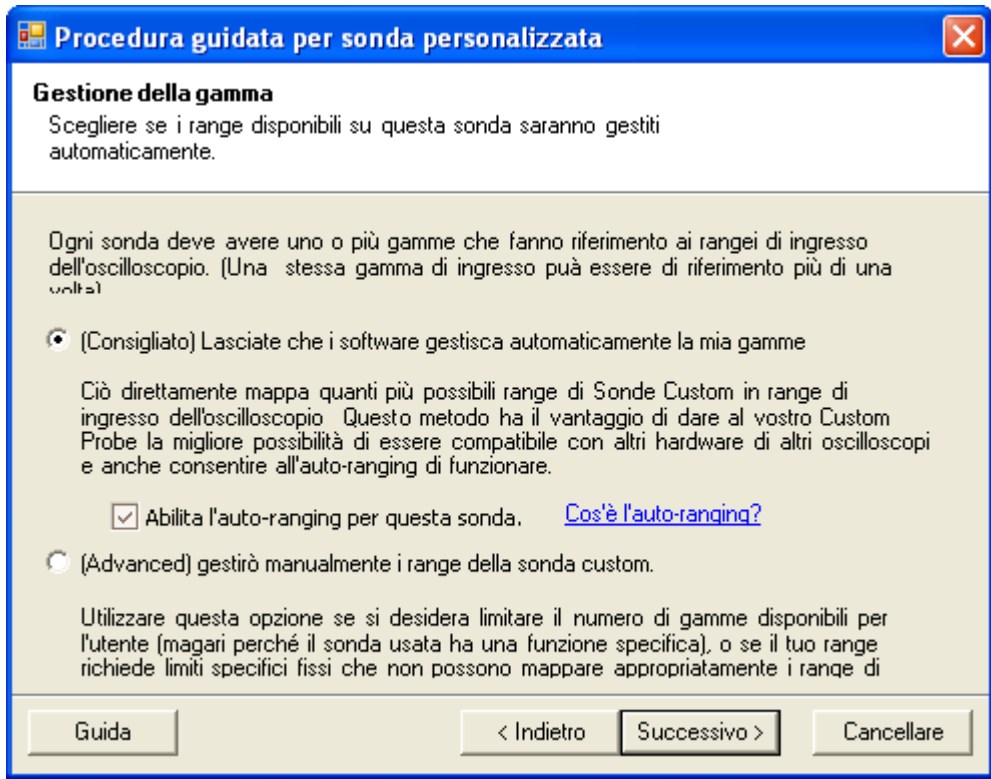 Procedura guidata per sonda personalizzata
Gestione della gamma
Scegliere se i range disponibili su questa sonda saranno gestiti
automaticamente.
Ogni sonda deve avere uno o più gamme che fanno riferimento ai rangei di ingresso
dell'oscilloscopio. (Una stessa gamma di ingresso puà essere di riferimento più di una
volta)
(Consigliato) Lasciate che i software gestisca automaticamente la mia gamme
Ciò direttamente mappa quanti più possibili range di Sonde Custom in range di
ingresso dell'oscilloscopio Questo metodo ha il vantaggio di dare al vostro Custom
Probe la migliore possibilità di essere compatibile con altri hardware di altri oscilloscopi
e anche consentire all'auto-ranging di funzionare.
Abilita l'auto-ranging per questa sonda. Cos'è l'auto-ranging?
(Advanced) gestirò manualmente i range della sonda custom.
Utilizzare questa opzione se si desidera limitare il numero di gamme disponibili per
l'utente (magari perché il sonda usata ha una funzione specifica), o se il tuo range
richiede limiti specifici fissi che non possono mappare appropriatamente i range di
Guida < Indietro Successivo > Cancellare